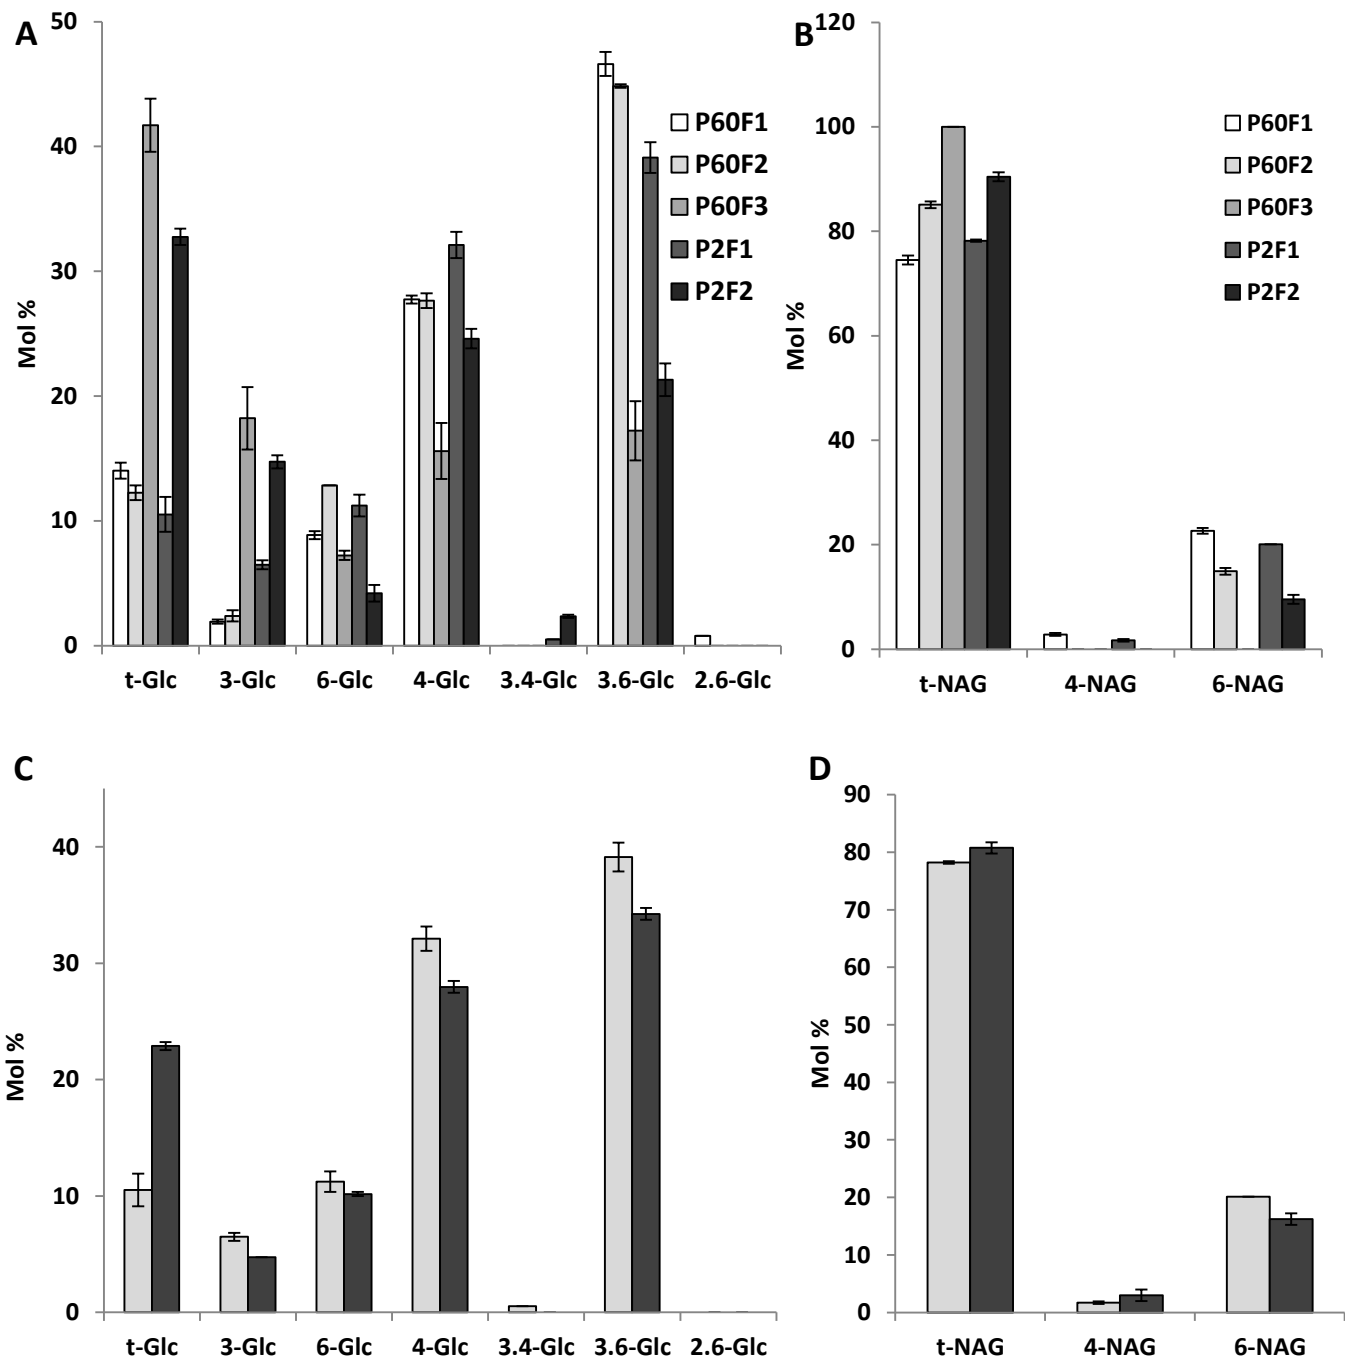 A
50
40
30
20
10
0
Mol %
P60F1
P60F2
P60F3
P2F1
P2F2
t-Glc 3-Glc 6-Glc 4-Glc 3.4-Glc 3.6-Glc 2.6-Glc
B
120
100
80
60
40
20
0
Mol %
P60F1
P60F2
P60F3
P2F1
P2F2
t-NAG 4-NAG 6-NAG
C
40
30
20
10
0
Mol %
t-Glc 3-Glc 6-Glc 4-Glc 3.4-Glc 3.6-Glc 2.6-Glc
D
90
80
70
60
50
40
30
20
10
0
Mol %
t-NAG 4-NAG 6-NAG